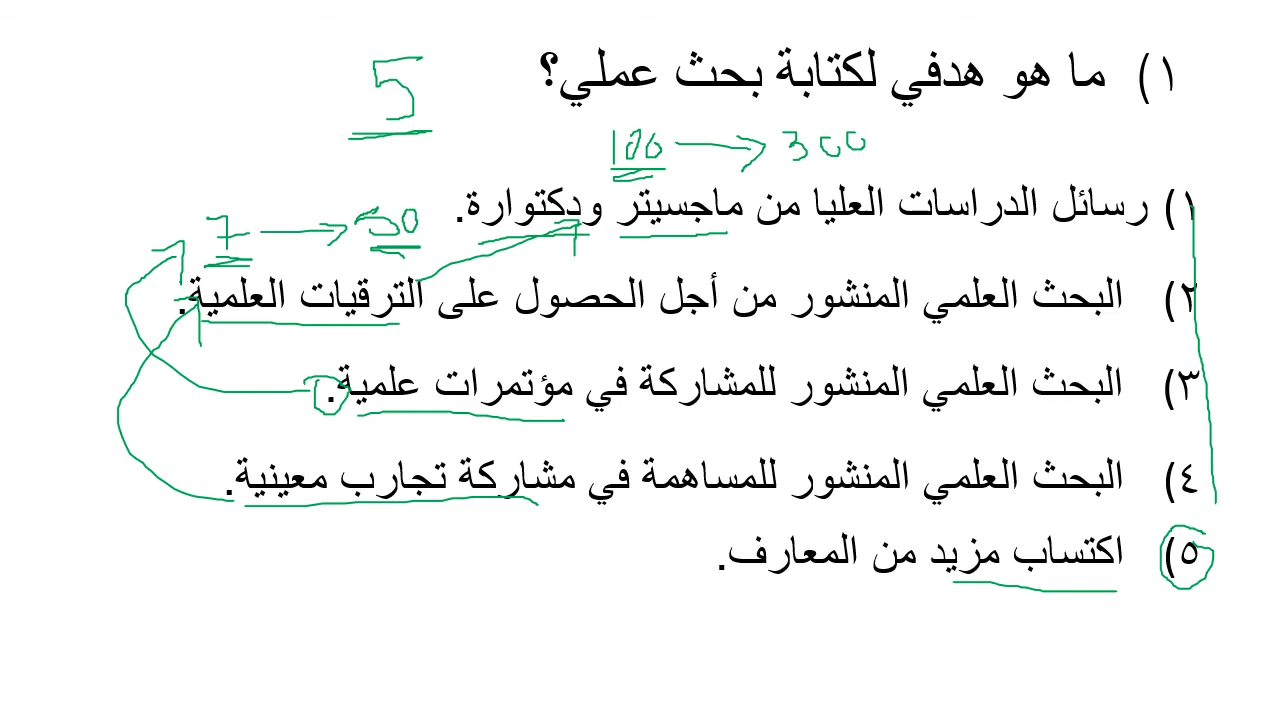 ١) ما هو هدفي لكتابة بحث عملي؟
5
100 → 300
١) رسائل الدراسات العليا من ماجسيتر ودكتوارة.
7 → 50
٢) البحث العلمي المنشور من أجل الحصول على الترقيات العلمية.
٣) البحث العلمي المنشور للمشاركة في مؤتمرات علمية.
٤) البحث العلمي المنشور للمساهمة في مشاركة تجارب معينية.
٥) اكتساب مزيد من المعارف.